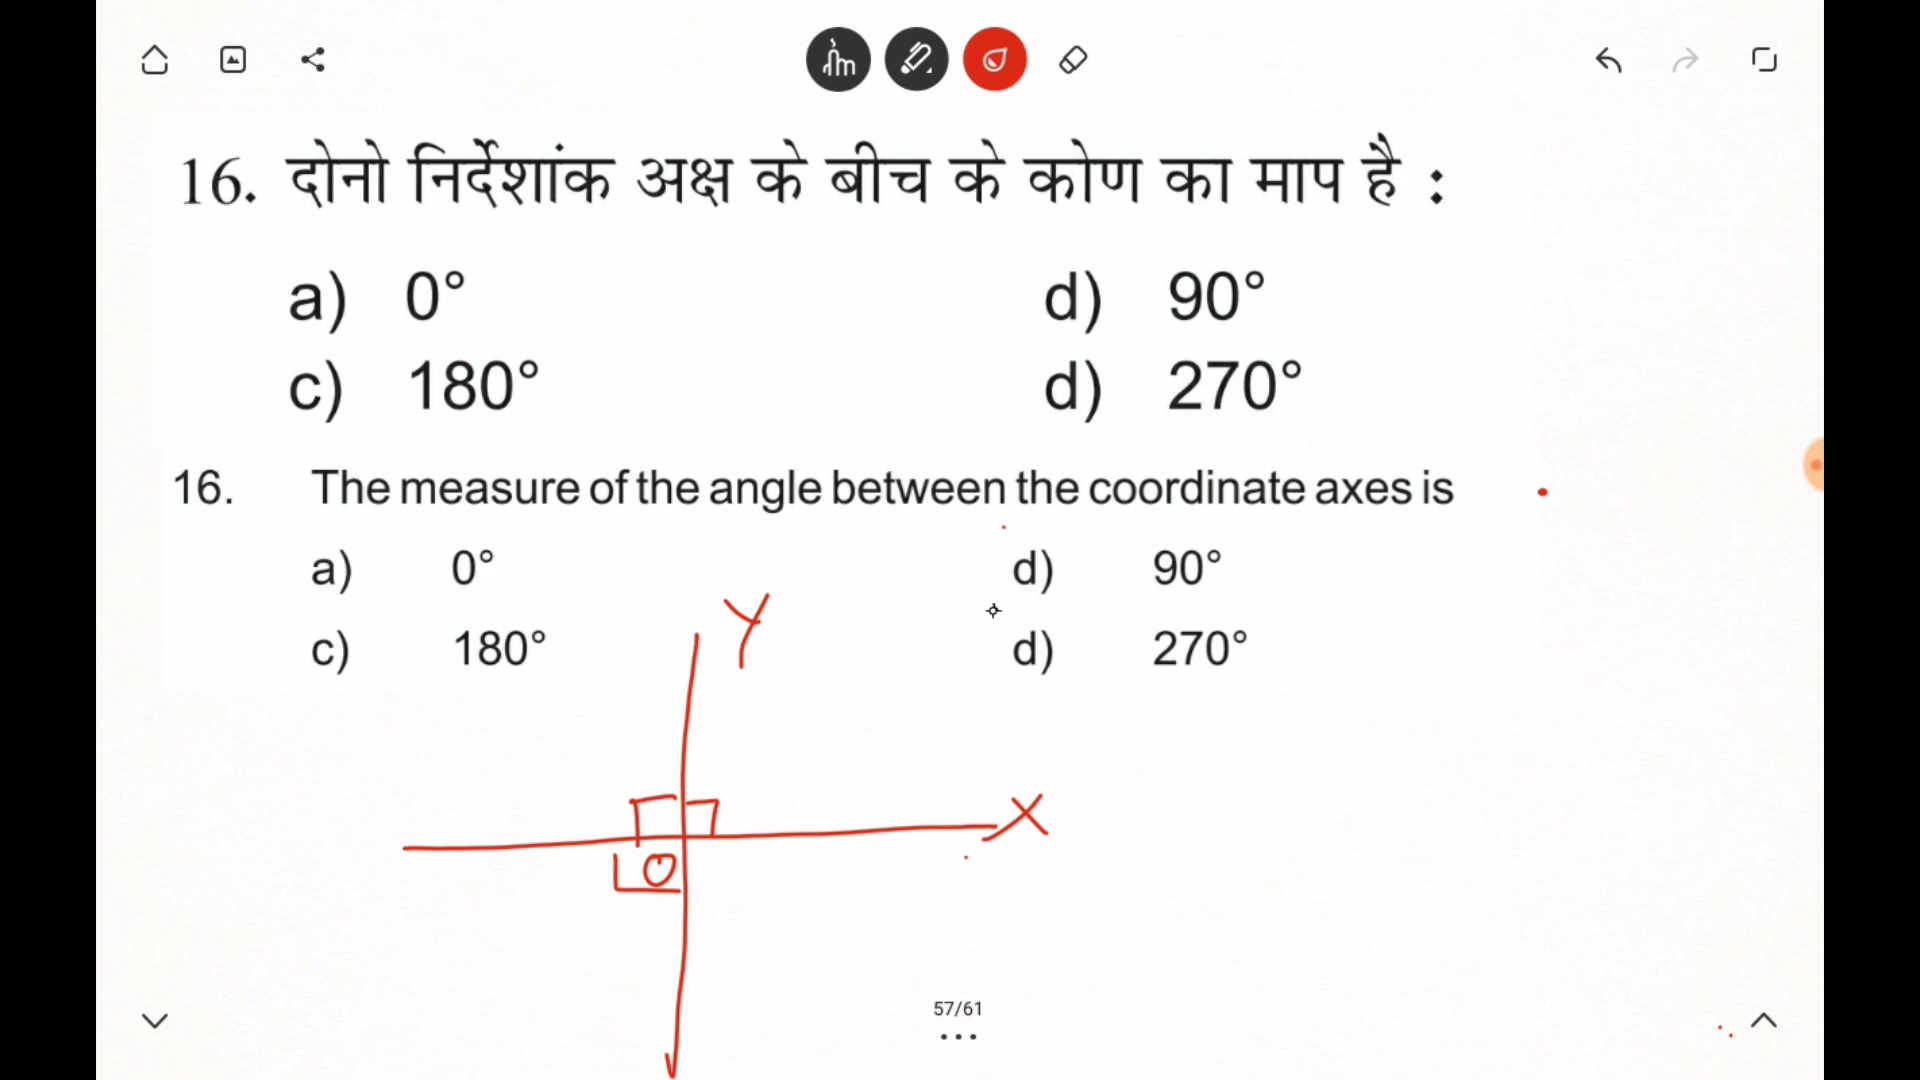 16. दोनो निर्देशांक अक्ष के बीच के कोण का माप है :
a) 0° d) 90°
c) 180° d) 270°
16. The measure of the angle between the coordinate axes is
a) 0° d) 90°
c) 180° d) 270°
Y
X
O
57/61